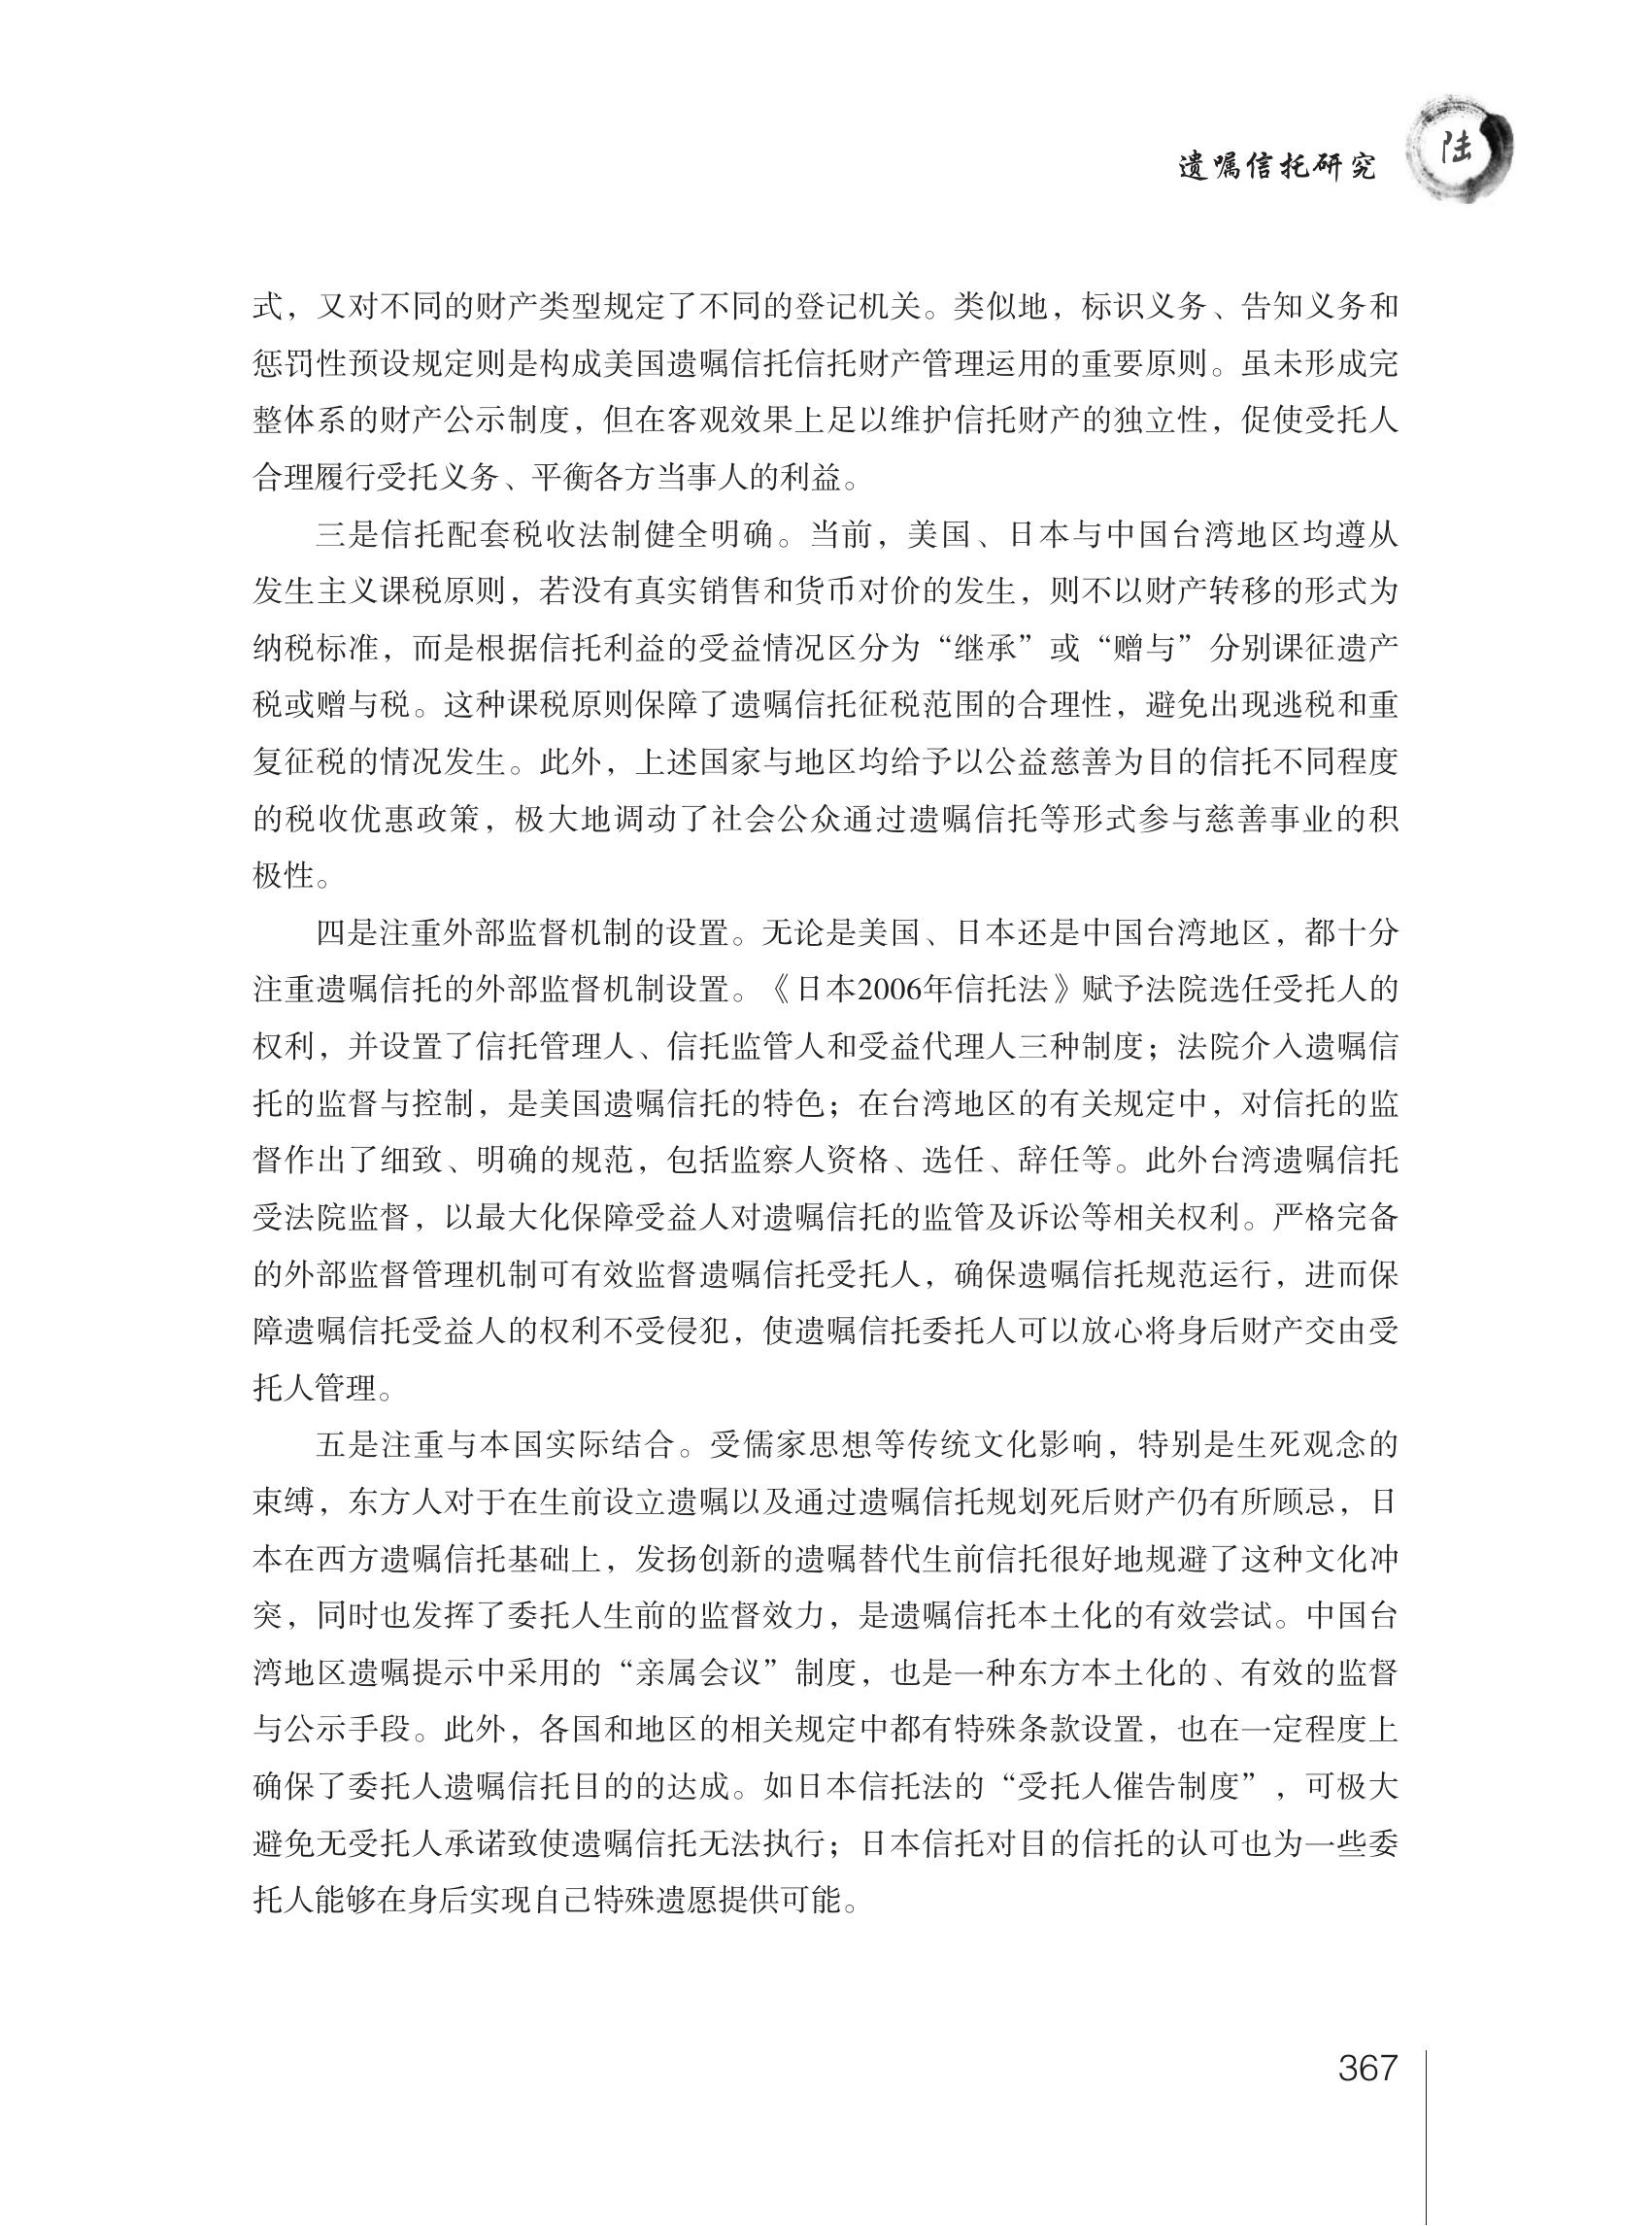 遗嘱信托研究
陆
式，又对不同的财产类型规定了不同的登记机关。类似地，标识义务、告知义务和
惩罚性预设规定则是构成美国遗嘱信托信托财产管理运用的重要原则。虽未形成完
整体系的财产公示制度，但在客观效果上足以维护信托财产的独立性，促使受托人
合理履行受托义务、平衡各方当事人的利益。
三是信托配套税收法制健全明确。当前，美国、日本与中国台湾地区均遵从
发生主义课税原则，若没有真实销售和货币对价的发生，则不以财产转移的形式为
纳税标准，而是根据信托利益的受益情况区分为“继承”或“赠与”分别课征遗产
税或赠与税。这种课税原则保障了遗嘱信托征税范围的合理性，避免出现逃税和重
复征税的情况发生。此外，上述国家与地区均给予以公益慈善为目的信托不同程度
的税收优惠政策，极大地调动了社会公众通过遗嘱信托等形式参与慈善事业的积
极性。
四是注重外部监督机制的设置。无论是美国、日本还是中国台湾地区，都十分
注重遗嘱信托的外部监督机制设置。《日本2006年信托法》赋予法院选任受托人的
权利，并设置了信托管理人、信托监管人和受益代理人三种制度；法院介入遗嘱信
托的监督与控制，是美国遗嘱信托的特色；在台湾地区的有关规定中，对信托的监
督作出了细致、明确的规范，包括监察人资格、选任、辞任等。此外台湾遗嘱信托
受法院监督，以最大化保障受益人对遗嘱信托的监管及诉讼等相关权利。严格完备
的外部监督管理机制可有效监督遗嘱信托受托人，确保遗嘱信托规范运行，进而保
障遗嘱信托受益人的权利不受侵犯，使遗嘱信托委托人可以放心将身后财产交由受
托人管理。
五是注重与本国实际结合。受儒家思想等传统文化影响，特别是生死观念的
束缚，东方人对于在生前设立遗嘱以及通过遗嘱信托规划死后财产仍有所顾忌，日
本在西方遗嘱信托基础上，发扬创新的遗嘱替代生前信托很好地规避了这种文化冲
突，同时也发挥了委托人生前的监督效力，是遗嘱信托本土化的有效尝试。中国台
湾地区遗嘱提示中采用的“亲属会议”制度，也是一种东方本土化的、有效的监督
与公示手段。此外，各国和地区的相关规定中都有特殊条款设置，也在一定程度上
确保了委托人遗嘱信托目的的达成。如日本信托法的“受托人催告制度”，可极大
避免无受托人承诺致使遗嘱信托无法执行；日本信托对目的信托的认可也为一些委
托人能够在身后实现自己特殊遗愿提供可能。
367